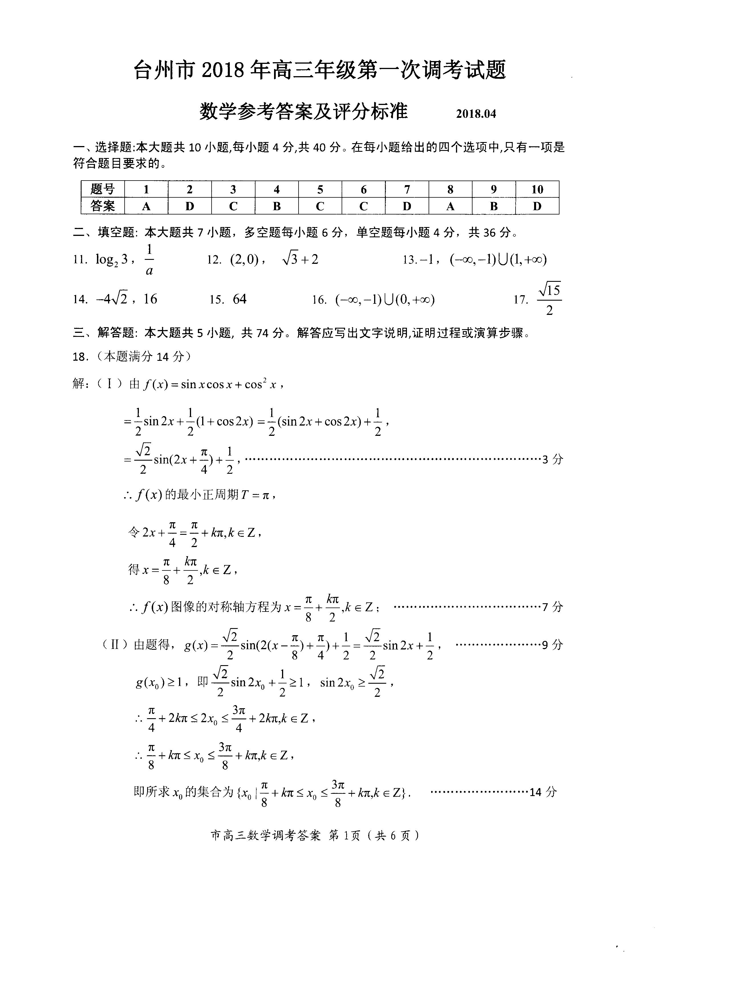 台州市 2018 年高三年级第一次调考试题
数学参考答案及评分标准 2018.04
一、选择题:本大题共 10 小题,每小题 4 分,共 40 分。在每小题给出的四个选项中,只有一项是
符合题目要求的。
题号 1 2 3 4 5 6 7 8 9 10
答案 A D C B C C D A B D
二、填空题: 本大题共 7 小题，多空题每小题 6 分，单空题每小题 4 分，共 36 分。
11. log₂ 3，1/a 12. (2,0)， √3+2 13. −1，(−∞,−1)∪(1,+∞)
14. −4√2，16 15. 64 16. (−∞,−1)∪(0,+∞) 17. √15/2
三、解答题: 本大题共 5 小题, 共 74 分。解答应写出文字说明,证明过程或演算步骤。
18.（本题满分 14 分）
解:（Ⅰ）由 f(x)=sin x cos x+cos² x，
=1/2 sin 2x+1/2(1+cos 2x)=1/2(sin 2x+cos 2x)+1/2，
=√2/2 sin(2x+π/4)+1/2，……………………3 分
∴ f(x)的最小正周期T=π，
令 2x+π/4=π/2+kπ,k∈Z，
得 x=π/8+kπ/2,k∈Z，
∴ f(x)图像的对称轴方程为 x=π/8+kπ/2,k∈Z； ……………………7 分
（Ⅱ）由题得，g(x)=√2/2 sin(2(x−π/8)+π/4)+1/2=√2/2 sin 2x+1/2， ……………………9 分
g(x₀)≥1，即 √2/2 sin 2x₀+1/2≥1，sin 2x₀≥√2/2，
∴ π/4+2kπ≤2x₀≤3π/4+2kπ,k∈Z，
∴ π/8+kπ≤x₀≤3π/8+kπ,k∈Z，
即所求 x₀的集合为{x₀|π/8+kπ≤x₀≤3π/8+kπ,k∈Z}. ……………………14 分
市高三数学调考答案 第 1页（共 6 页）